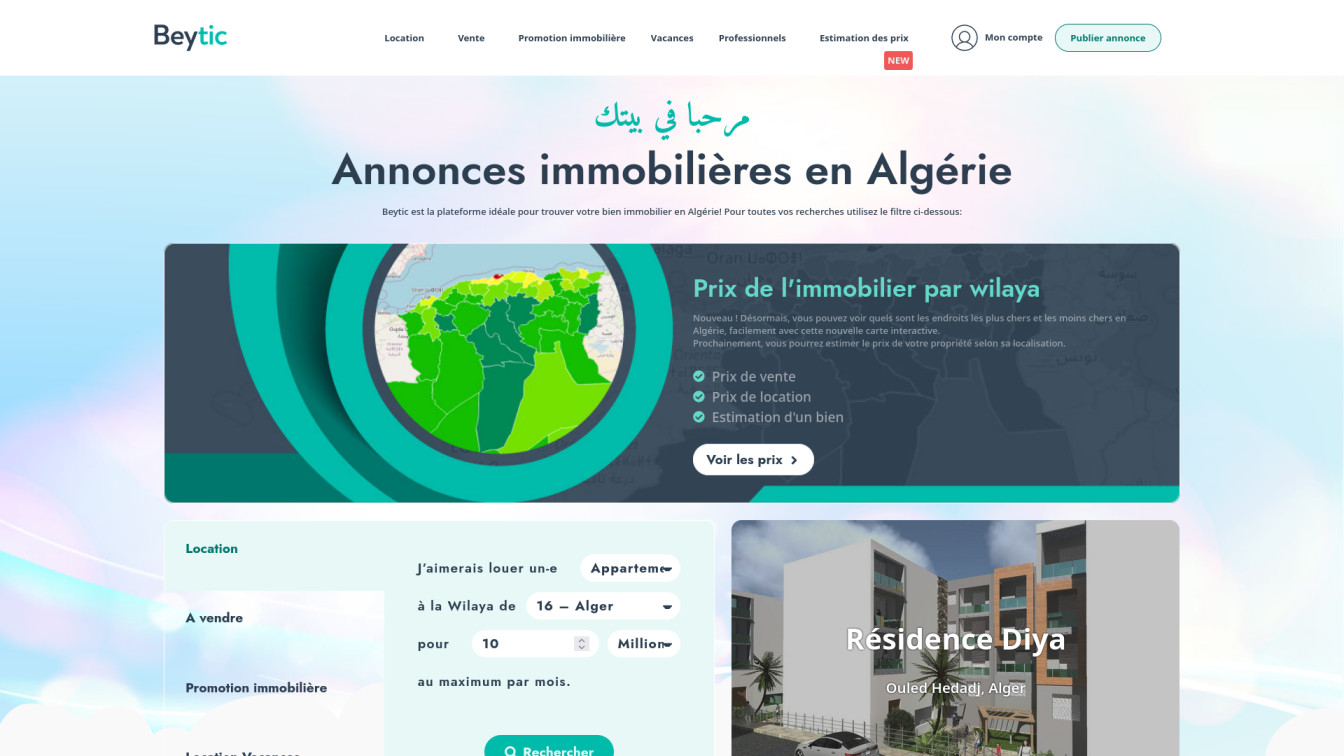 Beytic
Location
Vente
Promotion immobilière
Vacances
Professionnels
Estimation des prix
NEW
Mon compte
Publier annonce
مرحبا في بيتك
Annonces immobilières en Algérie
Beytic est la plateforme idéale pour trouver votre bien immobilier en Algérie! Pour toutes vos recherches utilisez le filtre ci-dessous:
Prix de l'immobilier par wilaya
Nouveau ! Désormais, vous pouvez voir quels sont les endroits les plus chers et les moins chers en
Algérie, facilement avec cette nouvelle carte interactive.
Prochainement, vous pourrez estimer le prix de votre propriété selon sa localisation.
Prix de vente
Prix de location
Estimation d'un bien
Voir les prix
Location
A vendre
Promotion immobilière
Location Vacances
J'aimerais louer un-e Apparteme
à la Wilaya de 16 – Alger
pour 10 Million
au maximum par mois.
Rechercher
Résidence Diya
Ouled Hedadj, Alger